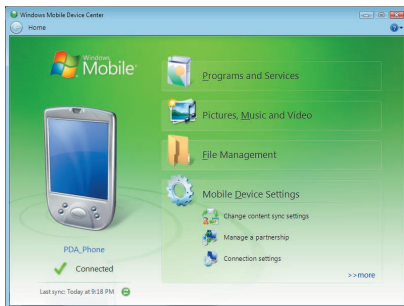 Windows Mobile Device Center
Home
Windows
Mobile
Programs and Services
Pictures, Music and Video
File Management
Mobile Device Settings
Change content sync settings
Manage a partnership
Connection settings
>>more
PDA_Phone
Connected
Last sync: Today at 9:18 PM